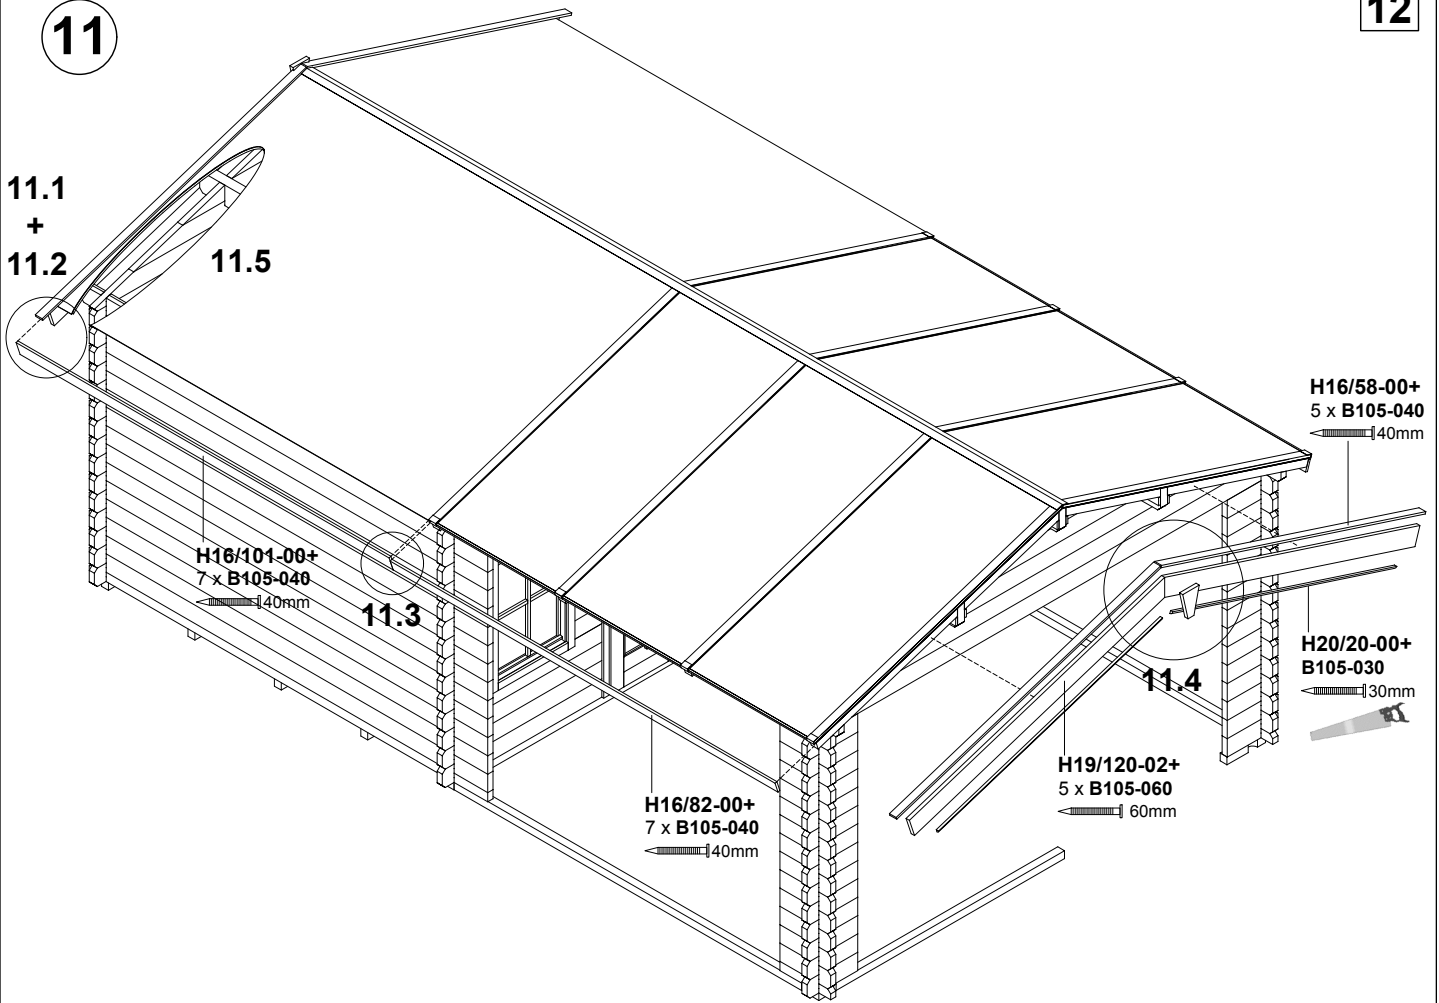 11
12
11.1
+
11.2
11.5
H16/58-00+
5 x B105-040
40mm
H16/101-00+
7 x B105-040
40mm
11.3
11.4
H20/20-00+
B105-030
30mm
H19/120-02+
5 x B105-060
60mm
H16/82-00+
7 x B105-040
40mm